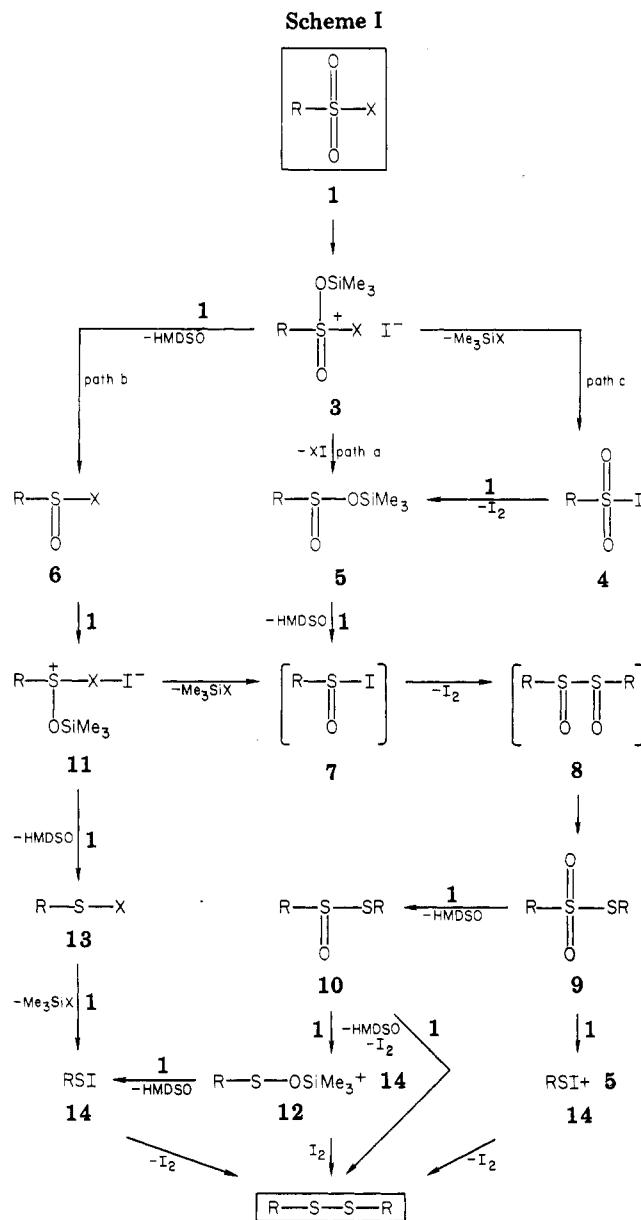 Scheme I
O
R—S—X
O
1
OSiMe3
1
-HMDSO
R—S—X I-
+
-Me3SiX
O
path b
path c
3
-XI path a
O
R—S—X
R—S—OSiMe3
1
-I2
R—S—I
O
O
O
6
5
4
1
-HMDSO 1
+
R—S—X—I-
-Me3SiX
R—S—I
-I2
R—S—S—R
OSiMe3
O
O O
11
7
8
-HMDSO 1
O
R—S—X
R—S—SR
1
-HMDSO
R—S—SR
13
O
O
10
9
-Me3SiX 1
1 -HMDSO 1
-I2
1
RSI
1
-HMDSO
R—S—OSiMe3+ 14
RSI+ 5
14
12
14
-I2
I2
-I2
R—S—S—R